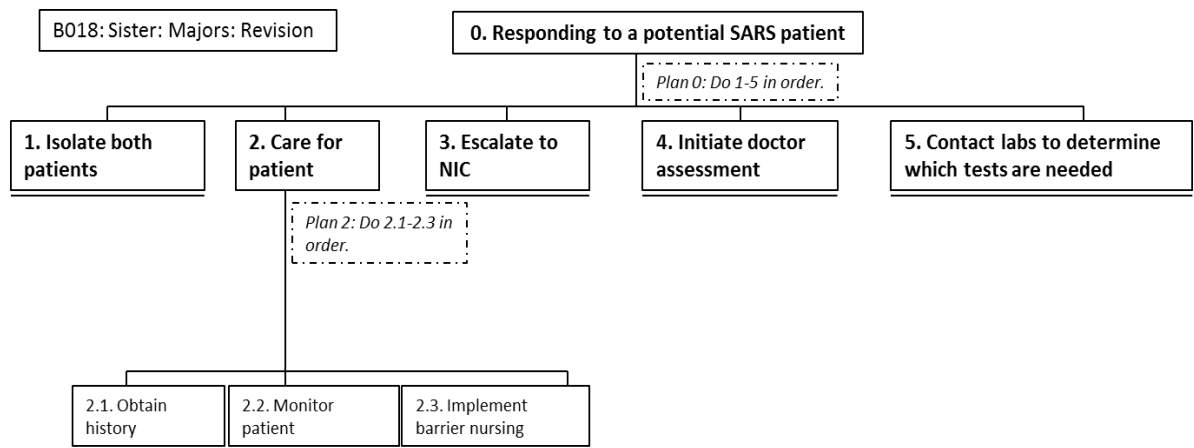 B018: Sister: Majors: Revision
0. Responding to a potential SARS patient
Plan 0: Do 1-5 in order.
1. Isolate both
patients
2. Care for
patient
3. Escalate to
NIC
4. Initiate doctor
assessment
5. Contact labs to determine
which tests are needed
Plan 2: Do 2.1-2.3 in
order.
2.1. Obtain
history
2.2. Monitor
patient
2.3. Implement
barrier nursing